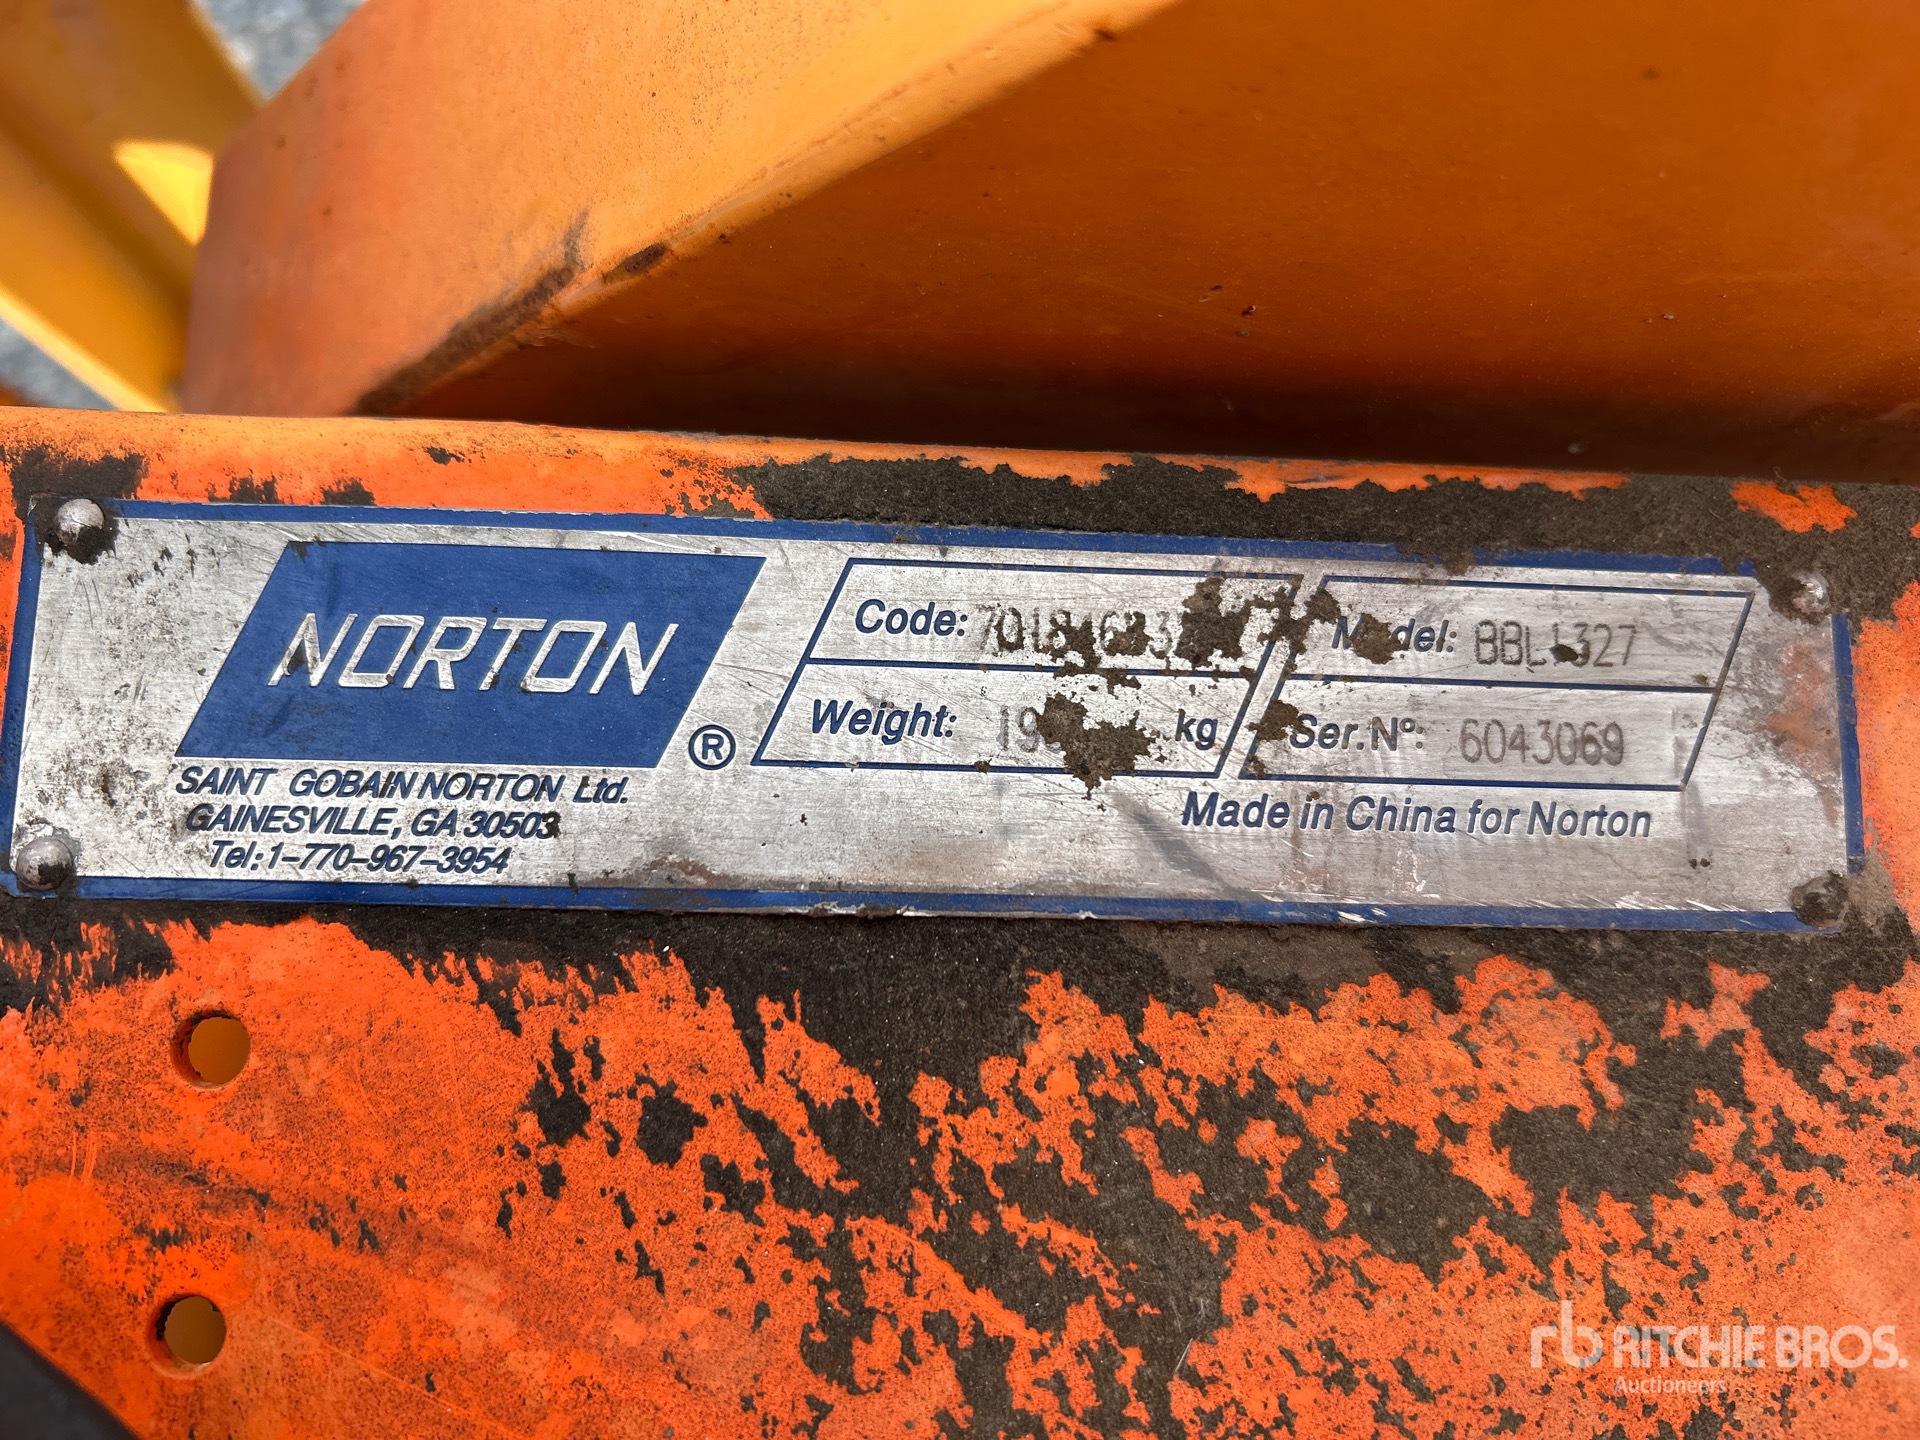 NORTON
®
SAINT GOBAIN NORTON Ltd.
GAINESVILLE, GA 30503
Tel: 1-770-967-3954
Code:
Model:
Weight: kg
Ser. Nº: 6043069
Made in China for Norton
rb RITCHIE BROS.
Auctioneers